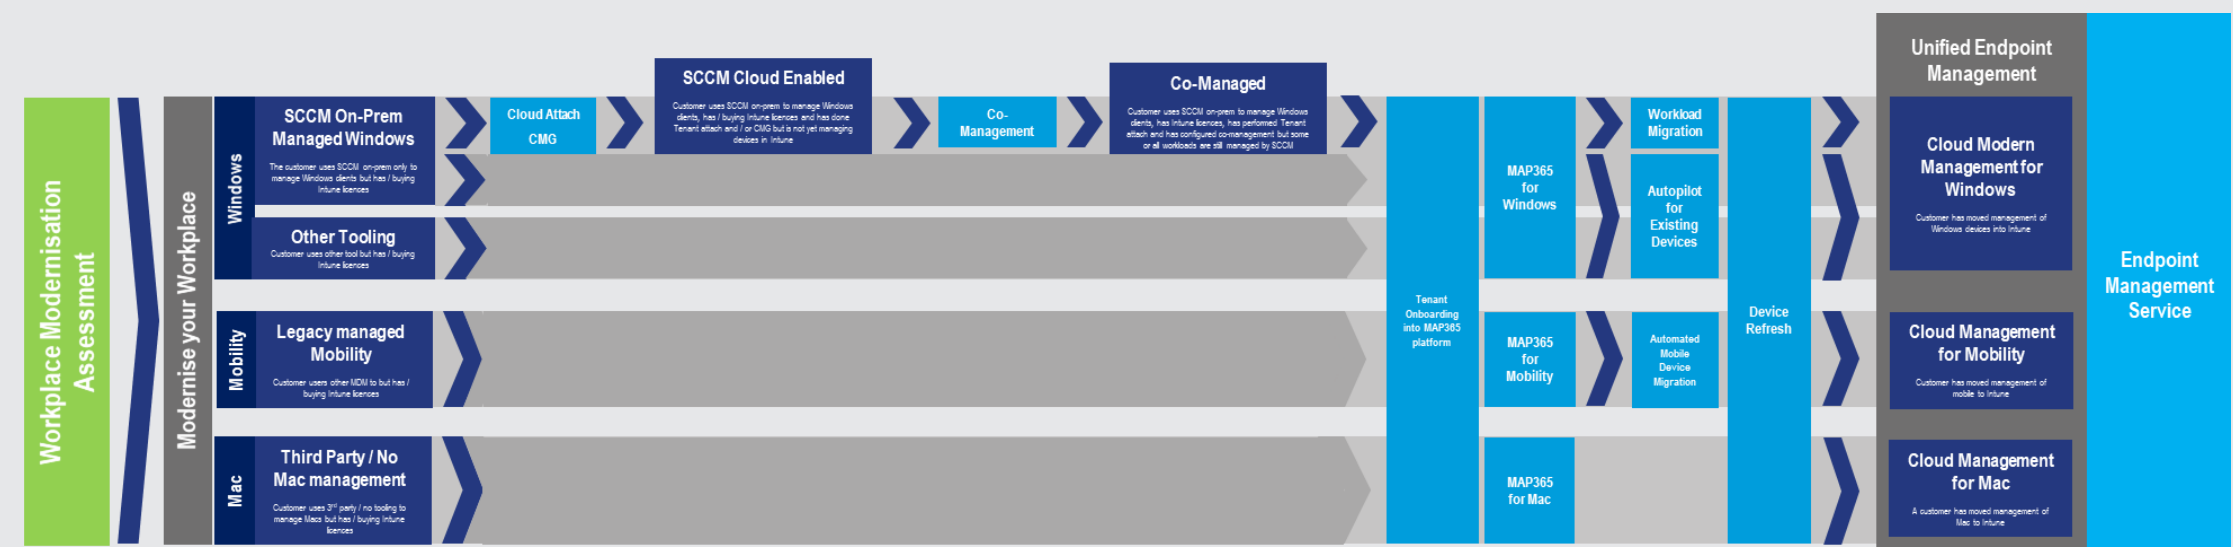 Workplace Modernisation
Assessment
Modernise your Workplace
Windows
SCCM On-Prem
Managed Windows
The customer uses SCCM on-prem only to
manage Windows clients but has / buying
Intune licences
Other Tooling
Customer uses other tool but has / buying
Intune licences
Cloud Attach
CMG
SCCM Cloud Enabled
Customer uses SCCM on-prem to manage Windows
clients, has / buying Intune licences and has done
Tenant attach and / or CMG but is not yet managing
devices in Intune
Co-
Management
Co-Managed
Customer uses SCCM on-prem to manage Windows
clients, has Intune licences, has performed Tenant
attach and has configured co-management but some
or all workloads are still managed by SCCM
Mobility
Legacy managed
Mobility
Customer users other MDM to but has /
buying Intune licences
Mac
Third Party / No
Mac management
Customer uses 3rd party / no tooling to
manage Macs but has / buying Intune
licences
Tenant
Onboarding
into MAP365
platform
MAP365
for
Windows
MAP365
for
Mobility
MAP365
for Mac
Workload
Migration
Autopilot
for
Existing
Devices
Automated
Mobile
Device
Migration
Device
Refresh
Unified Endpoint
Management
Cloud Modern
Management for
Windows
Customer has moved management of
Windows devices into Intune
Cloud Management
for Mobility
Customer has moved management of
mobile to Intune
Cloud Management
for Mac
A customer has moved management of
Mac to Intune
Endpoint
Management
Service